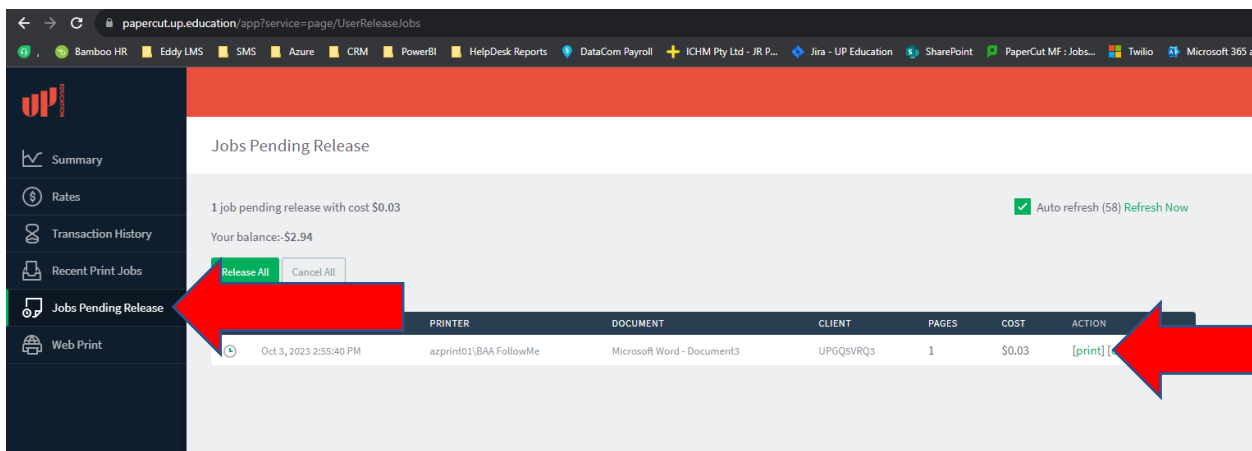 papercut.up.education/app?service=page/UserReleaseJobs
, Bamboo HR Eddy LMS SMS Azure CRM PowerBI HelpDesk Reports DataCom Payroll ICHM Pty Ltd - JR P... Jira - UP Education SharePoint PaperCut MF : Jobs... Twilio Microsoft 365 a
UP EDUCATION
Jobs Pending Release
Summary
Rates
1 job pending release with cost $0.03
Auto refresh (58) Refresh Now
Transaction History
Your balance:-$2.94
Recent Print Jobs
Release All Cancel All
Jobs Pending Release
PRINTER DOCUMENT CLIENT PAGES COST ACTION
Web Print
Oct 3, 2023 2:55:40 PM azprint01\BAA FollowMe Microsoft Word - Document3 UPGQ5VRQ3 1 $0.03 [print] [